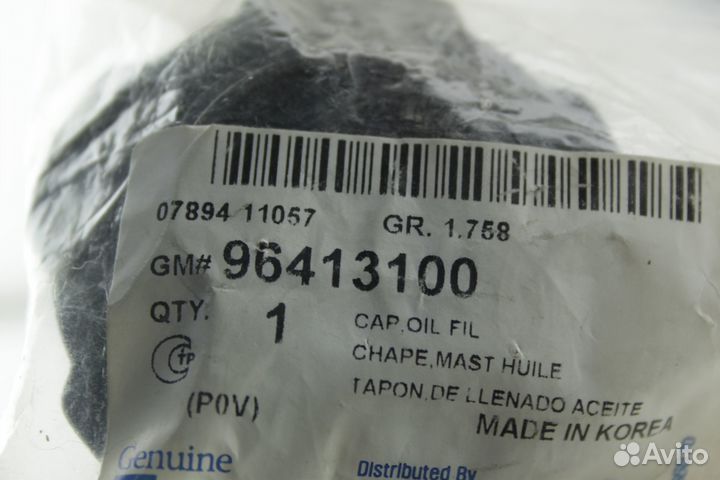 07894 11057 GR. 1.758
GM# 96413100
QTY. 1 CAP,OIL FIL
CHAPE,MAST HUILE
TAPON,DE LLENADO ACEITE
(P0V) MADE IN KOREA
Genuine
Distributed By
Avito